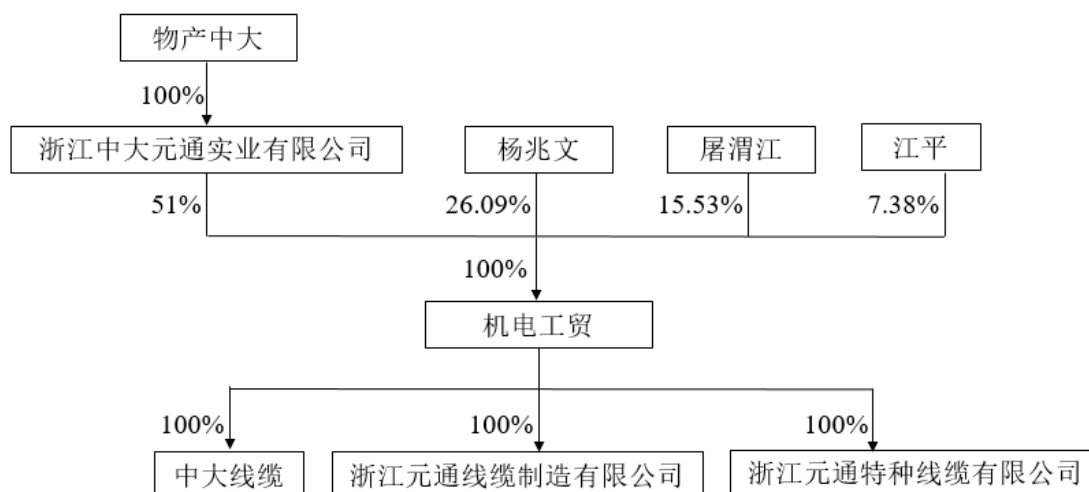 物产中大
100%
浙江中大元通实业有限公司
杨兆文
屠渭江
江平
51%
26.09%
15.53%
7.38%
100%
机电工贸
100%
100%
100%
中大线缆
浙江元通线缆制造有限公司
浙江元通特种线缆有限公司